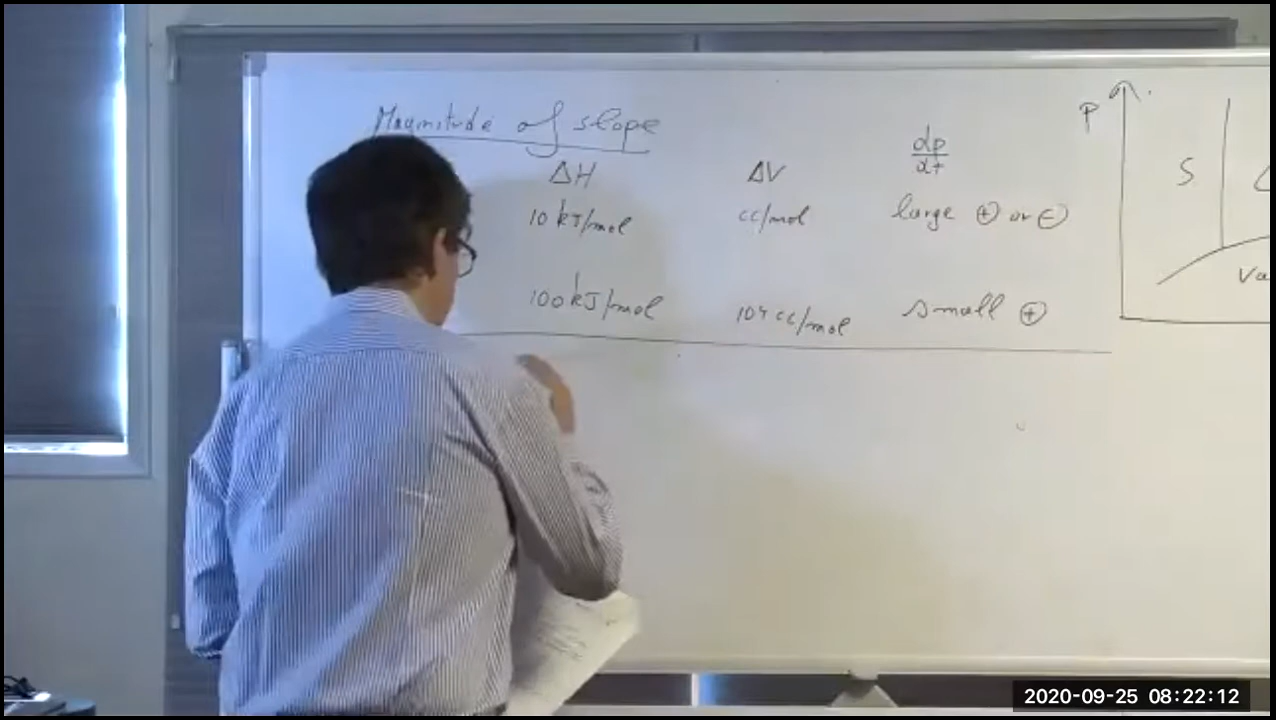 Magnitude of slope
ΔH ΔV dp/dt
10 kJ/mol cc/mol large ⊕ or ⊖
100 kJ/mol 10⁴ cc/mol small ⊕
P
S
Va
2020-09-25 08:22:12